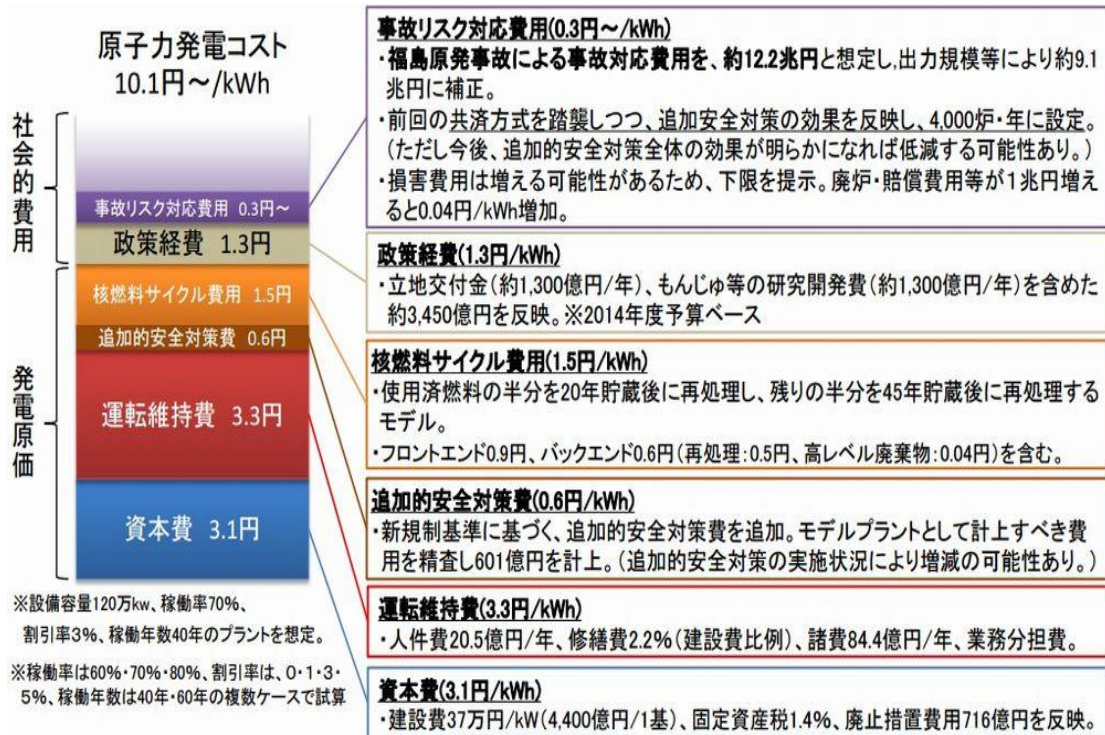 原子力発電コスト
10.1円～/kWh
社会的費用
事故リスク対応費用 0.3円～
政策経費 1.3円
発電原価
核燃料サイクル費用 1.5円
追加的安全対策費 0.6円
運転維持費 3.3円
資本費 3.1円
※設備容量120万kw、稼働率70%、
割引率3%、稼働年数40年のプラントを想定。
※稼働率は60%・70%・80%、割引率は、0・1・3・
5%、稼働年数は40年・60年の複数ケースで試算
事故リスク対応費用(0.3円～/kWh)
・福島原発事故による事故対応費用を、約12.2兆円と想定し、出力規模等により約9.1
兆円に補正。
・前回の共済方式を踏襲しつつ、追加安全対策の効果を反映し、4,000炉・年に設定。
(ただし今後、追加的安全対策全体の効果が明らかになれば低減する可能性あり。)
・損害費用は増える可能性があるため、下限を提示。廃炉・賠償費用等が1兆円増え
ると0.04円/kWh増加。
政策経費(1.3円/kWh)
・立地交付金(約1,300億円/年)、もんじゅ等の研究開発費(約1,300億円/年)を含めた
約3,450億円を反映。※2014年度予算ベース
核燃料サイクル費用(1.5円/kWh)
・使用済燃料の半分を20年貯蔵後に再処理し、残りの半分を45年貯蔵後に再処理する
モデル。
・フロントエンド0.9円、バックエンド0.6円(再処理:0.5円、高レベル廃棄物:0.04円)を含む。
追加的安全対策費(0.6円/kWh)
・新規制基準に基づく、追加的安全対策費を追加。モデルプラントとして計上すべき費
用を精査し601億円を計上。(追加的安全対策の実施状況により増減の可能性あり。)
運転維持費(3.3円/kWh)
・人件費20.5億円/年、修繕費2.2%(建設費比例)、諸費84.4億円/年、業務分担費。
資本費(3.1円/kWh)
・建設費37万円/kW(4,400億円/1基)、固定資産税1.4%、廃止措置費用716億円を反映。